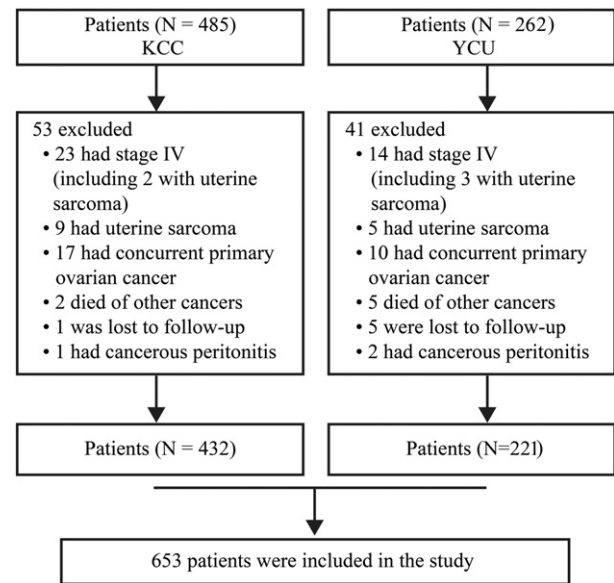 Patients (N = 485)
KCC
Patients (N = 262)
YCU
53 excluded
• 23 had stage IV
(including 2 with uterine
sarcoma)
• 9 had uterine sarcoma
• 17 had concurrent primary
ovarian cancer
• 2 died of other cancers
• 1 was lost to follow-up
• 1 had cancerous peritonitis
41 excluded
• 14 had stage IV
(including 3 with uterine
sarcoma)
• 5 had uterine sarcoma
• 10 had concurrent primary
ovarian cancer
• 5 died of other cancers
• 5 were lost to follow-up
• 2 had cancerous peritonitis
Patients (N = 432)
Patients (N=221)
653 patients were included in the study